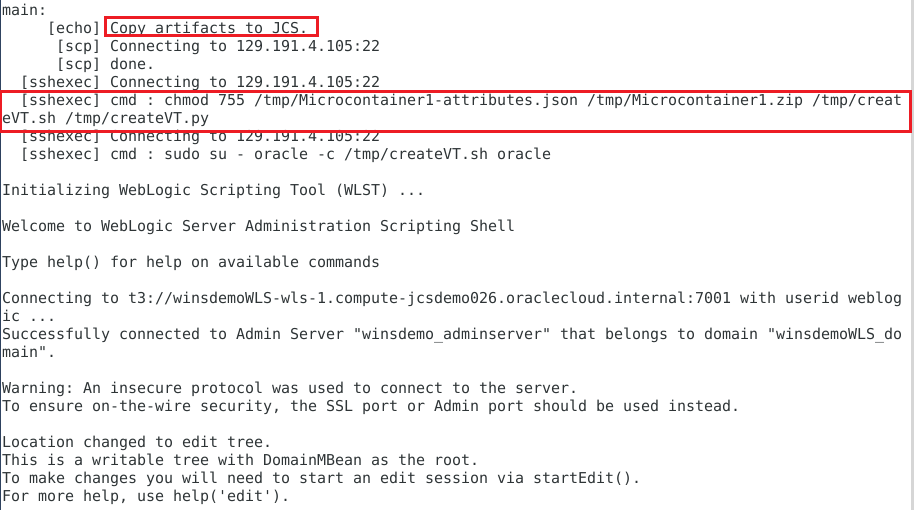 main:
[echo] Copy artifacts to JCS.
[scp] Connecting to 129.191.4.105:22
[scp] done.
[sshexec] Connecting to 129.191.4.105:22
[sshexec] cmd : chmod 755 /tmp/Microcontainer1-attributes.json /tmp/Microcontainer1.zip /tmp/creat
eVT.sh /tmp/createVT.py
[sshexec] Connecting to 129.191.4.105:22
[sshexec] cmd : sudo su - oracle -c /tmp/createVT.sh oracle
Initializing WebLogic Scripting Tool (WLST) ...
Welcome to WebLogic Server Administration Scripting Shell
Type help() for help on available commands
Connecting to t3://winsdemoWLS-wls-1.compute-jcsdemo026.oraclecloud.internal:7001 with userid weblog
ic ...
Successfully connected to Admin Server "winsdemo_adminserver" that belongs to domain "winsdemoWLS_do
main".
Warning: An insecure protocol was used to connect to the server.
To ensure on-the-wire security, the SSL port or Admin port should be used instead.
Location changed to edit tree.
This is a writable tree with DomainMBean as the root.
To make changes you will need to start an edit session via startEdit().
For more help, use help('edit').